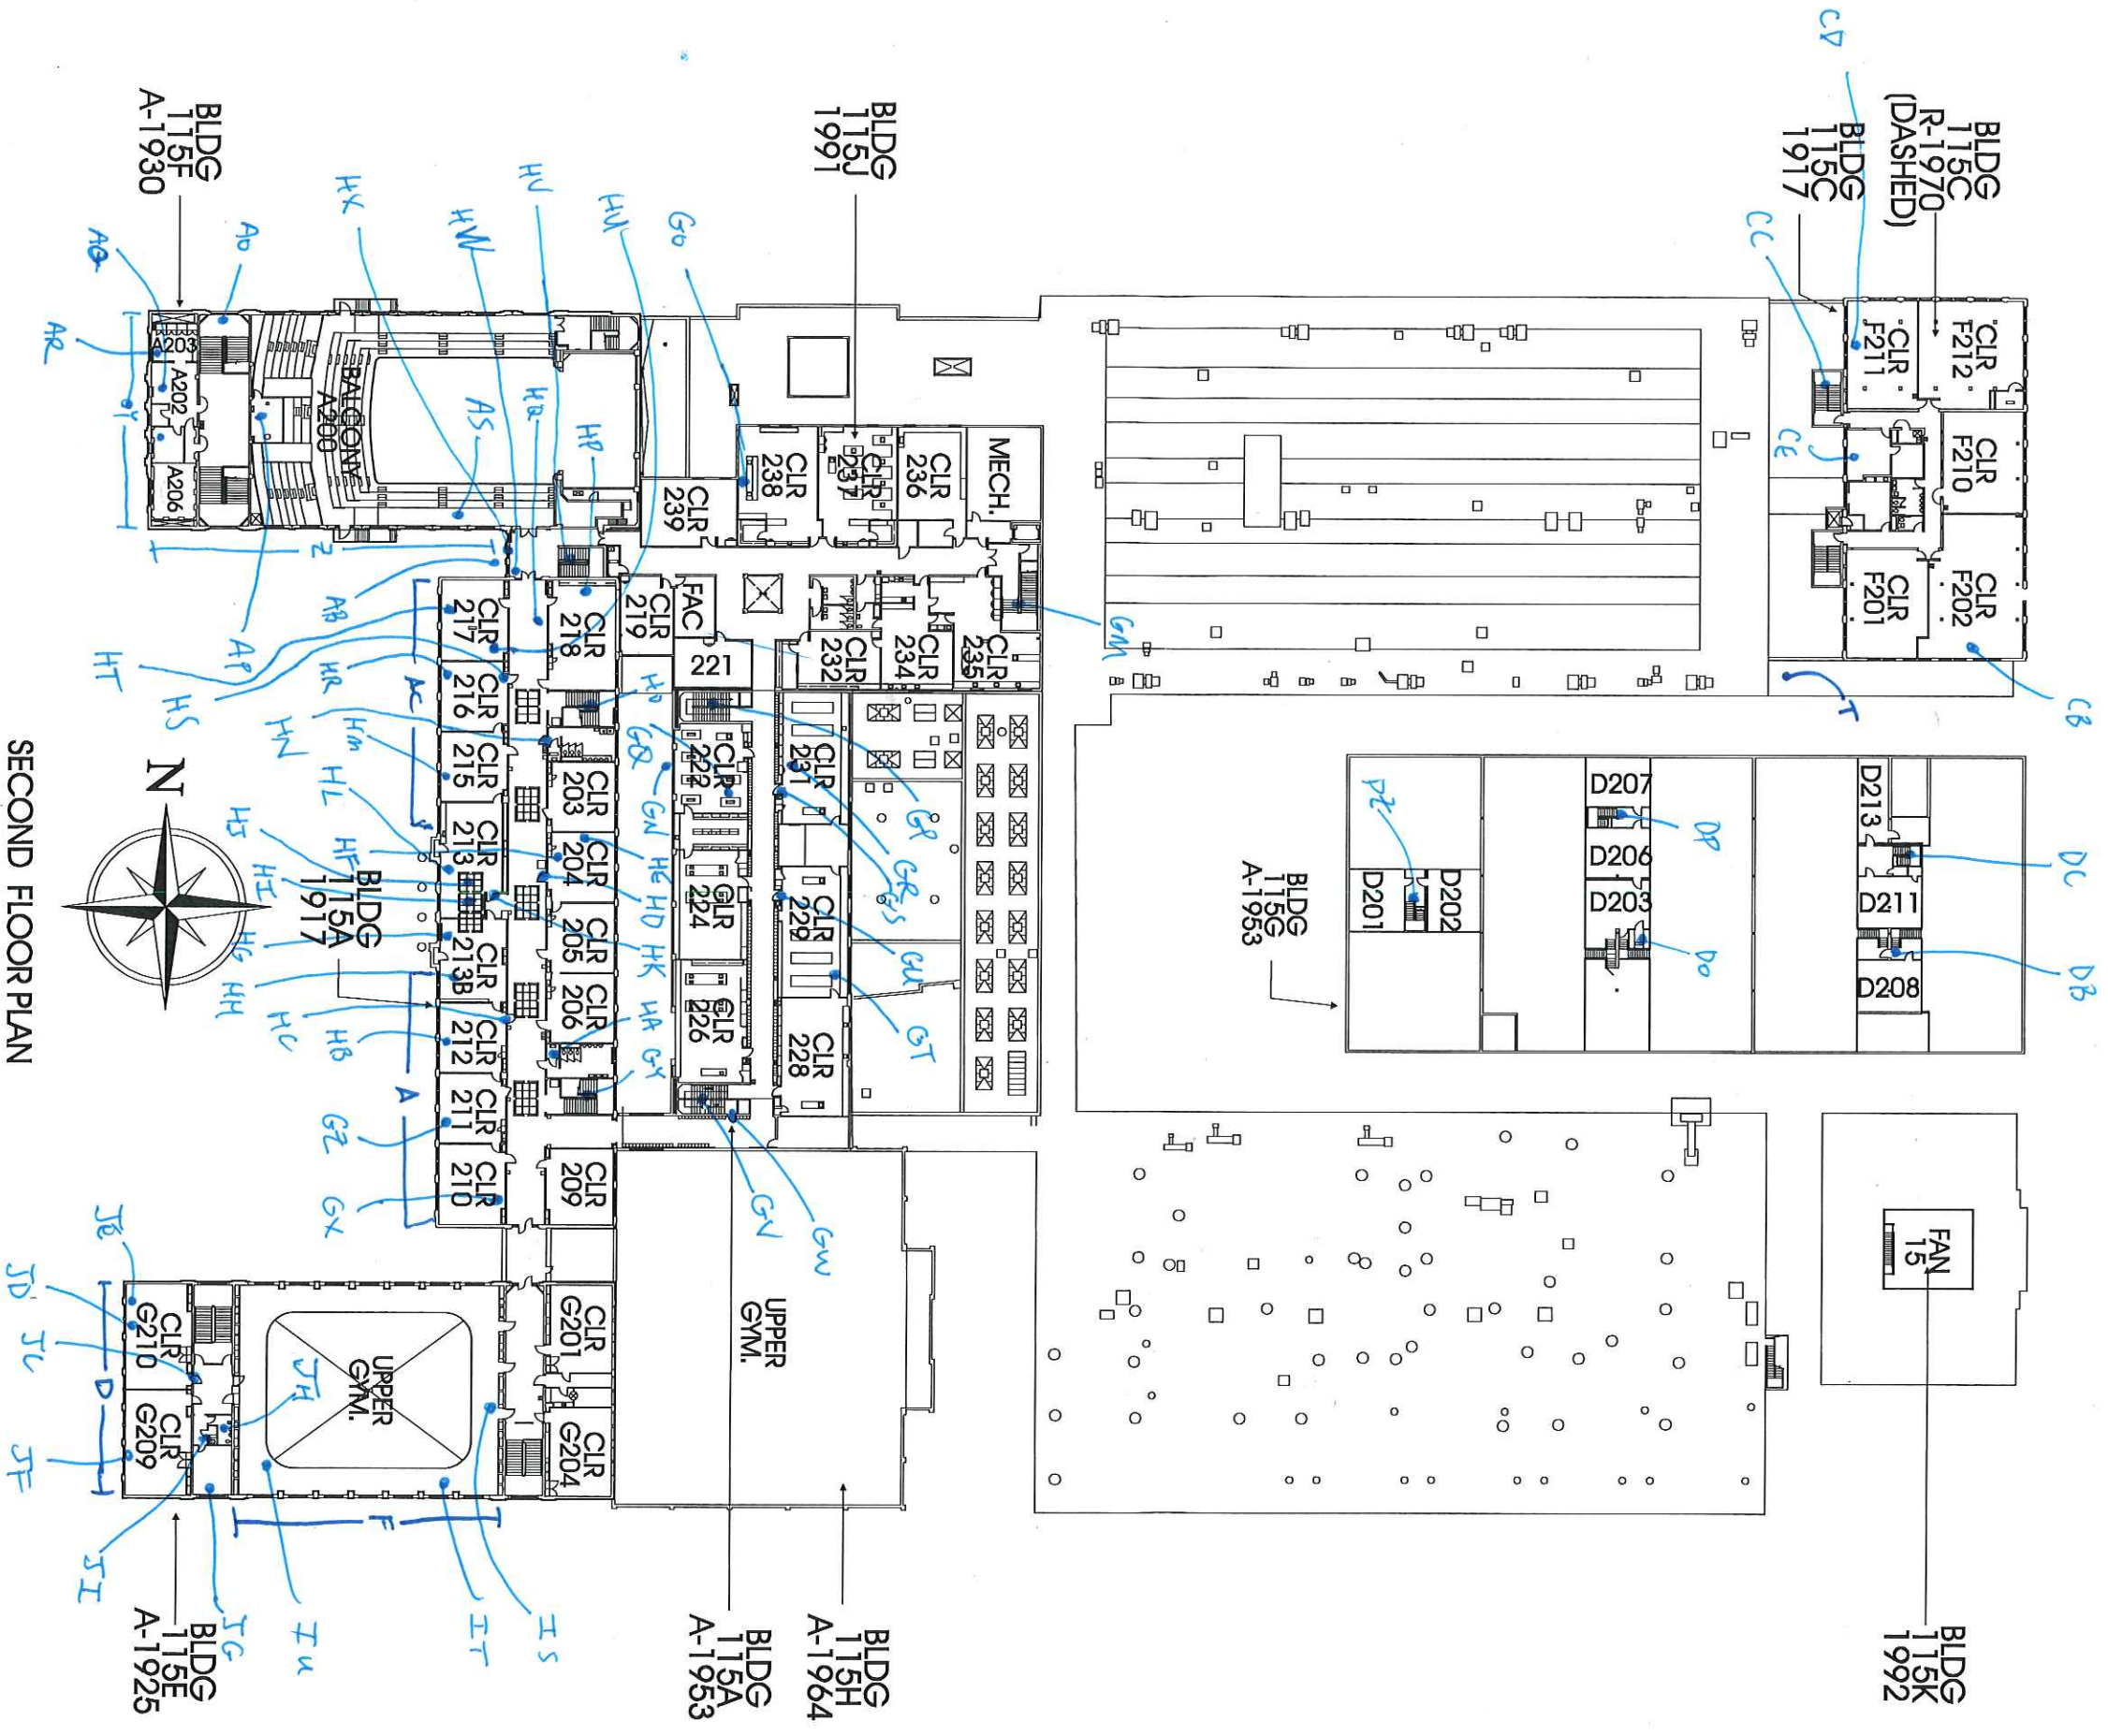 SECOND FLOOR PLAN
N
BLDG
115F
A-1930
BLDG
115J
1991
BLDG
115C
R-1970
(DASHED)
BLDG
115C
1917
BLDG
115A
1917
BLDG
115G
A-1953
BLDG
115E
A-1925
BLDG
115A
A-1953
BLDG
115H
A-1964
BLDG
115K
1992
CLR
F212
CLR
F211
CLR
F210
CLR
F202
CLR
F201
A203
A202
A206
BALCONY
A200
MECH.
CLR
236
CLR
237
CLR
238
CLR
239
CLR
235
CLR
234
CLR
232
FAC
221
CLR
219
CLR
218
CLR
217
CLR
216
CLR
215
CLR
213
CLR
213B
CLR
212
CLR
211
CLR
210
CLR
203
CLR
204
CLR
205
CLR
206
CLR
209
CLR
222
CLR
224
CLR
226
CLR
231
CLR
229
CLR
228
D207
D206
D203
D202
D201
D213
D211
D208
FAN
15
UPPER
GYM.
UPPER
GYM.
CLR
G201
CLR
G204
CLR
G210
CLR
G209
CD
CC
CE
CB
T
DC
DB
DP
DO
DZ
AO
AR
AP
AS
AB
AC
A
Y
Z
HX
HW
HV
HU
HQ
HP
HO
GO
GM
GN
GQ
GP
GR
GS
GU
GT
GV
GW
GX
GY
GZ
HA
HB
HC
HD
HE
HF
HG
HH
HI
HJ
HK
HL
HM
HN
HR
HS
HT
JE
JD
JC
JF
JH
JI
JG
D
F
IU
IT
IS